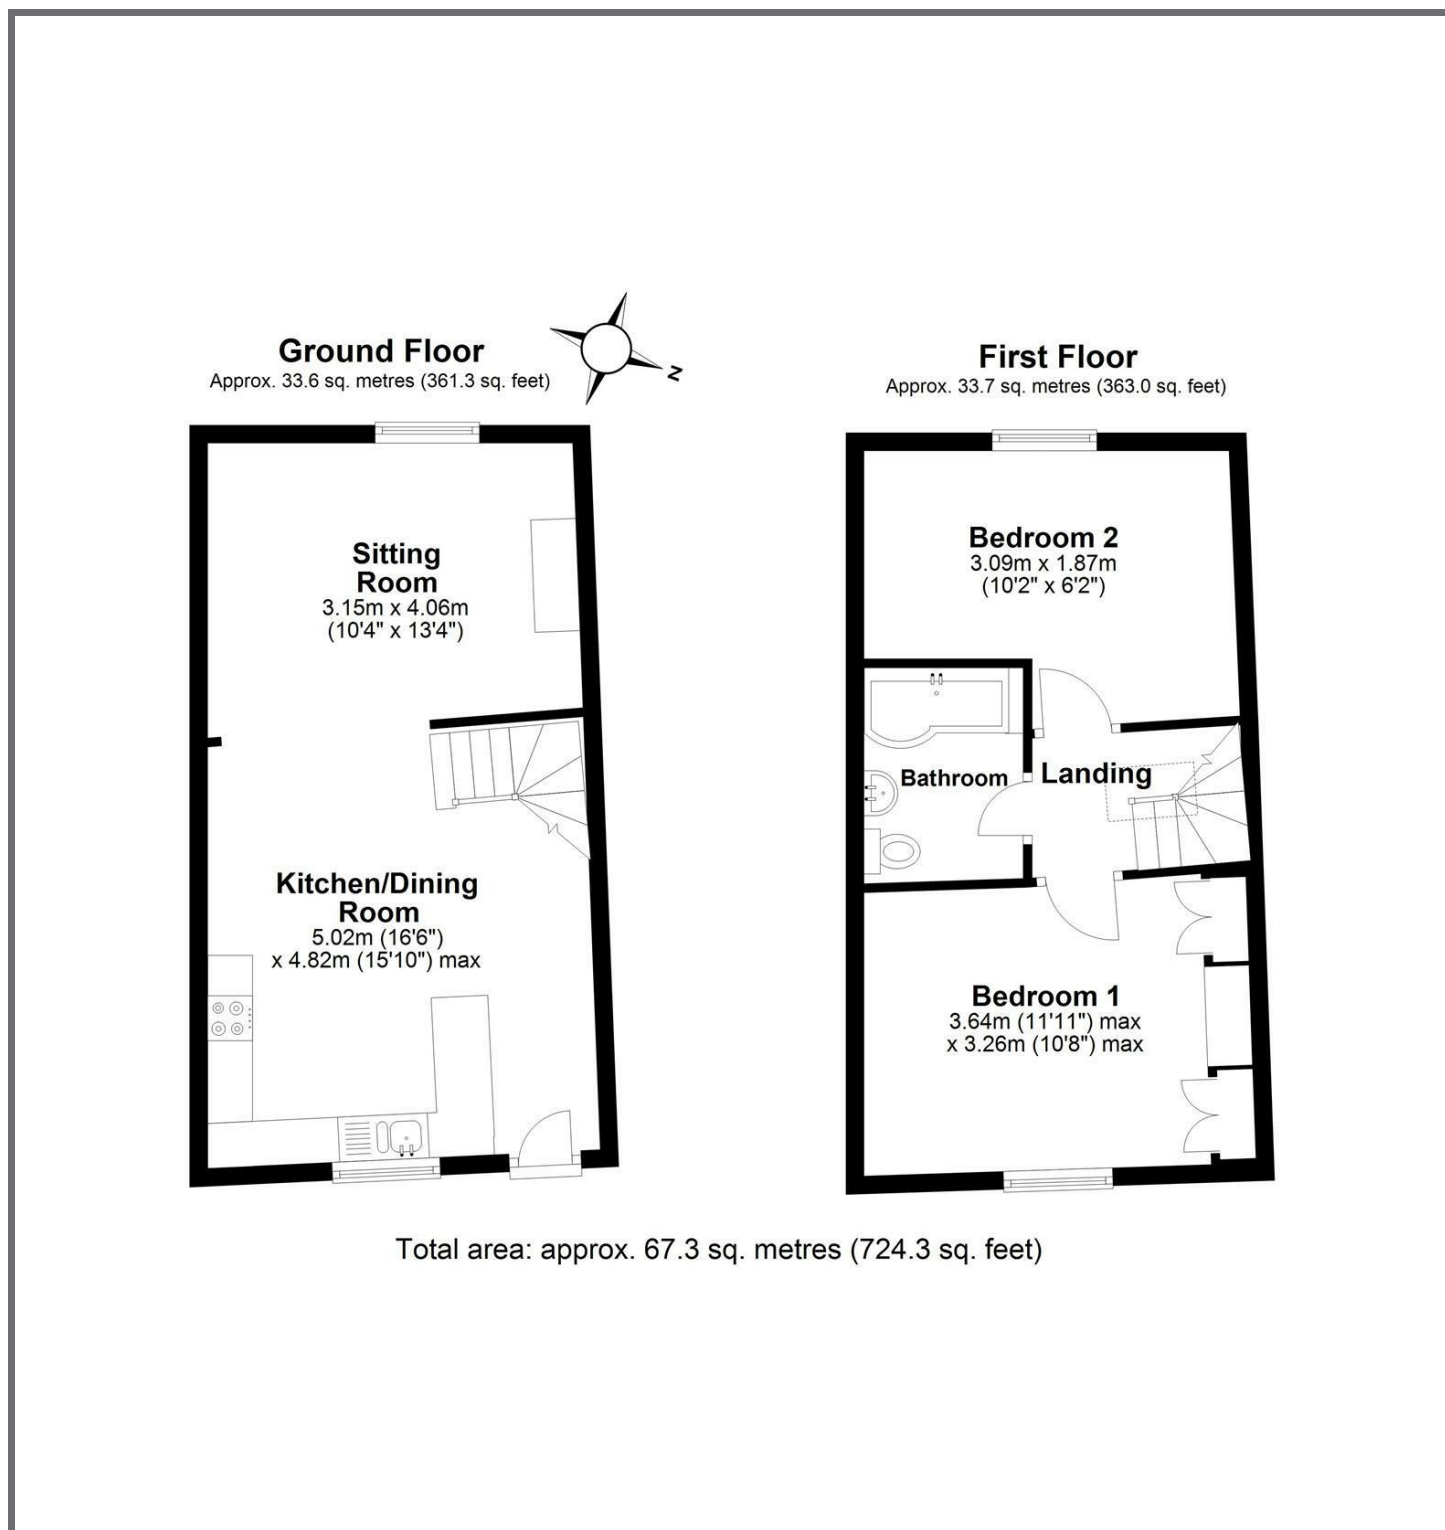 Ground Floor
Approx. 33.6 sq. metres (361.3 sq. feet)
N
Sitting
Room
3.15m x 4.06m
(10'4" x 13'4")
Kitchen/Dining
Room
5.02m (16'6")
x 4.82m (15'10") max
First Floor
Approx. 33.7 sq. metres (363.0 sq. feet)
Bedroom 2
3.09m x 1.87m
(10'2" x 6'2")
Bathroom
Landing
Bedroom 1
3.64m (11'11") max
x 3.26m (10'8") max
Total area: approx. 67.3 sq. metres (724.3 sq. feet)